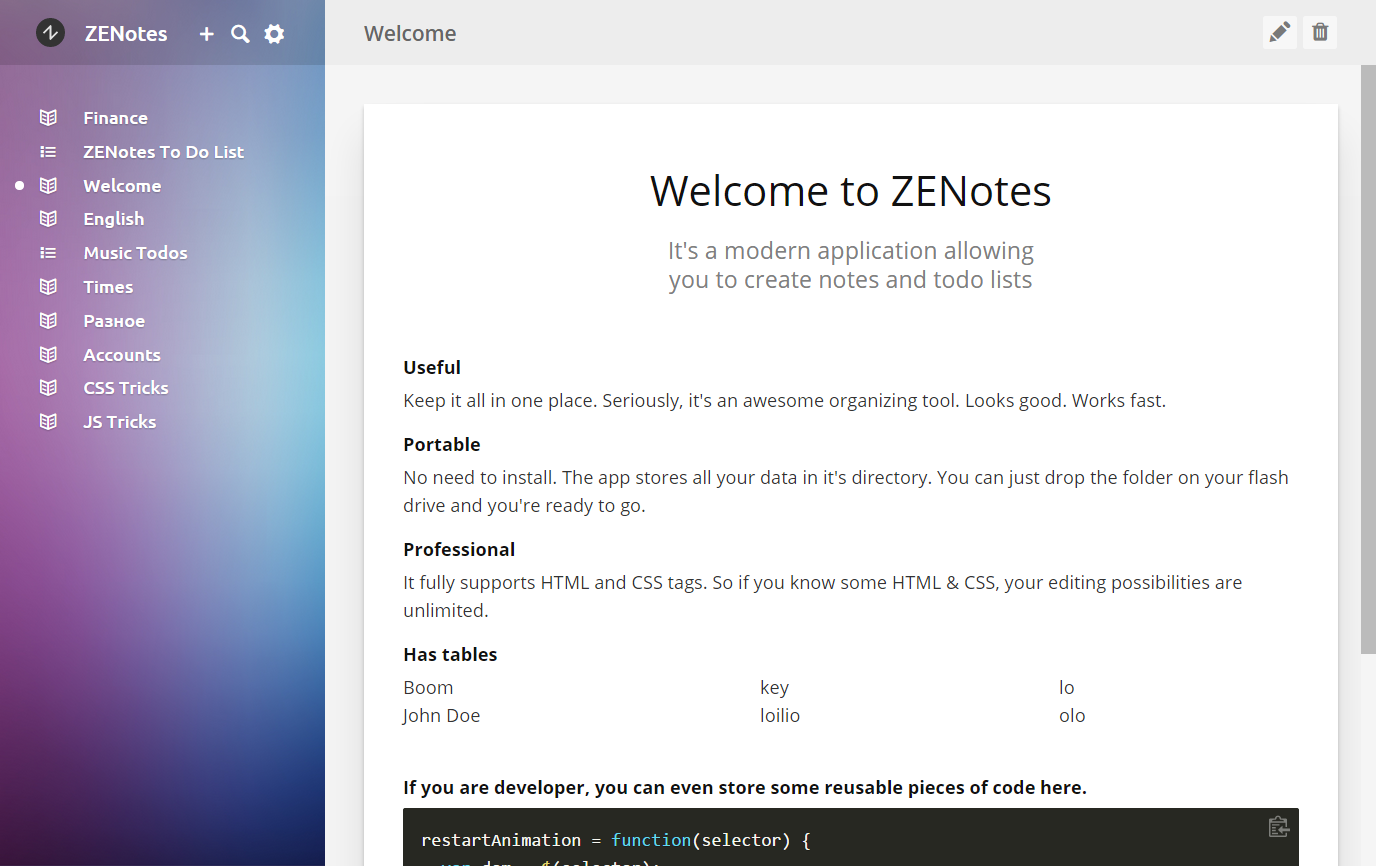 ZENotes
Welcome
Finance
ZENotes To Do List
Welcome
English
Music Todos
Times
Разное
Accounts
CSS Tricks
JS Tricks
Welcome to ZENotes
It's a modern application allowing
you to create notes and todo lists
Useful
Keep it all in one place. Seriously, it's an awesome organizing tool. Looks good. Works fast.
Portable
No need to install. The app stores all your data in it's directory. You can just drop the folder on your flash
drive and you're ready to go.
Professional
It fully supports HTML and CSS tags. So if you know some HTML & CSS, your editing possibilities are
unlimited.
Has tables
Boom key lo
John Doe loilio olo
If you are developer, you can even store some reusable pieces of code here.
restartAnimation = function(selector) {